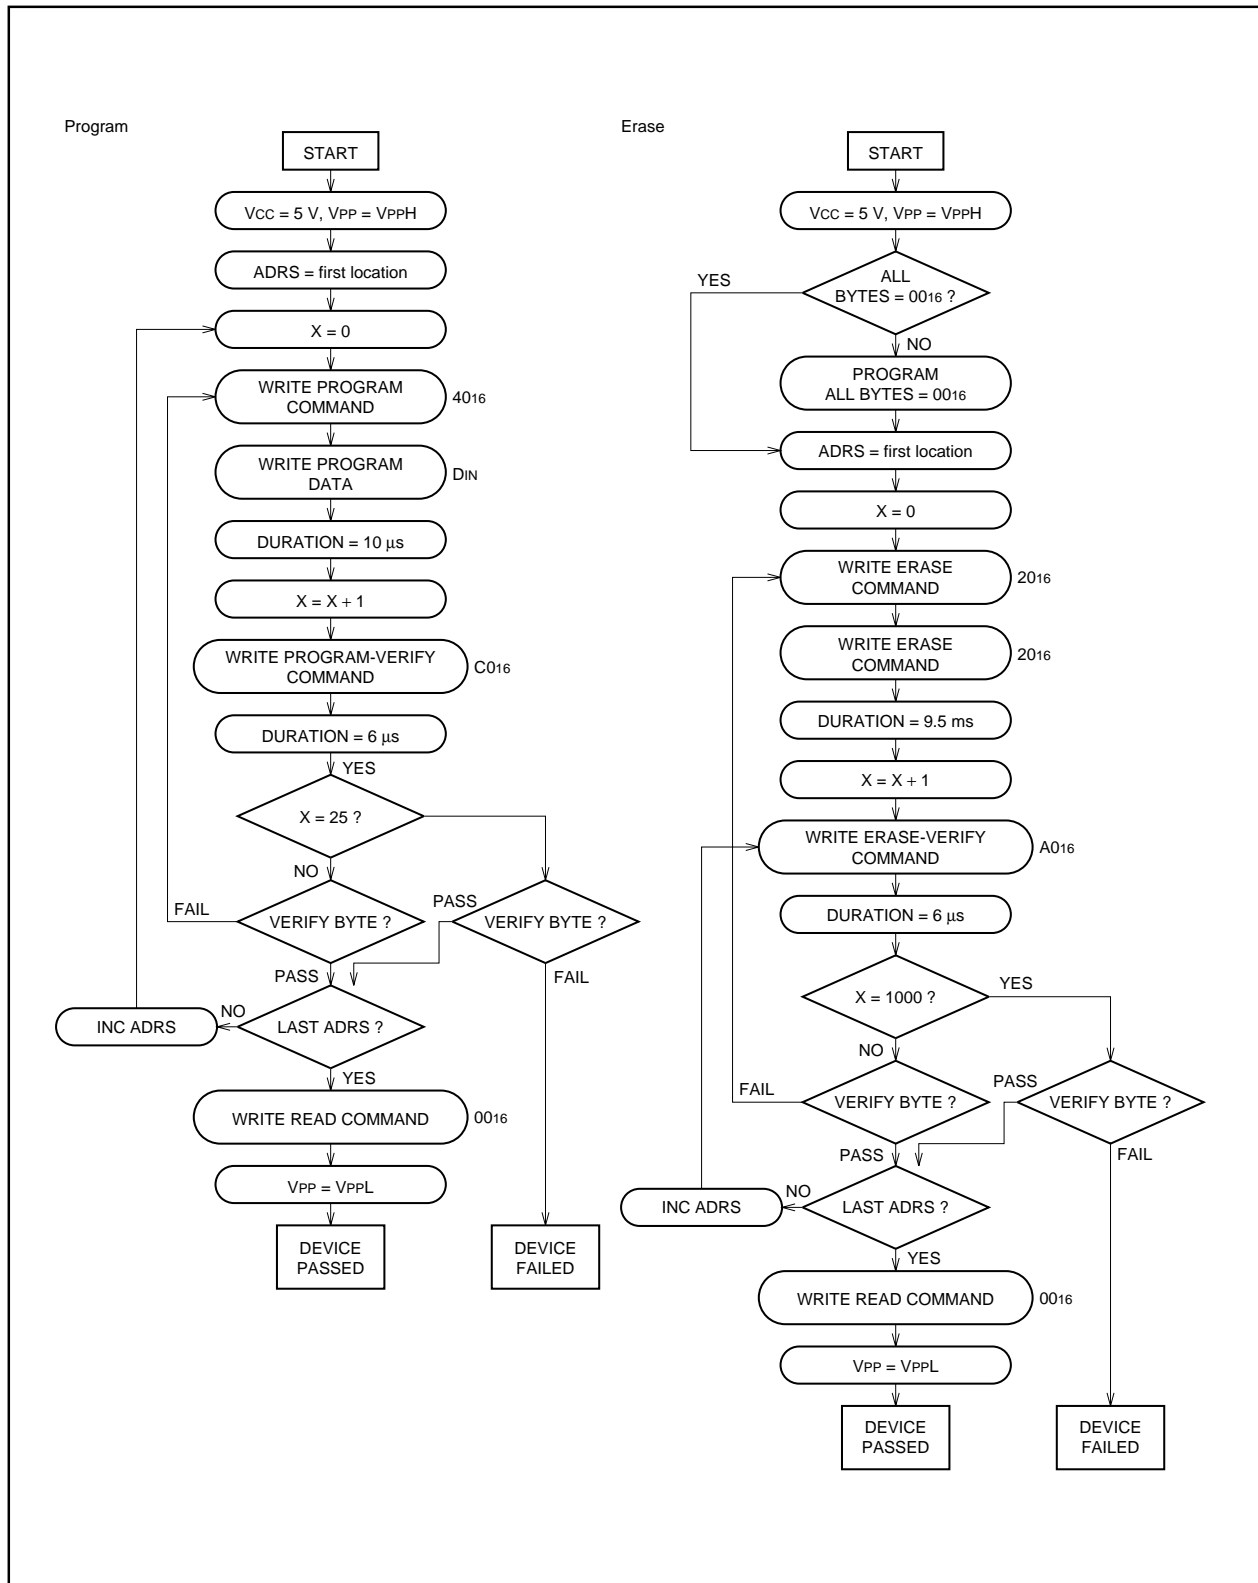 Program
START
VCC = 5 V, VPP = VPPH
ADRS = first location
X = 0
WRITE PROGRAM
COMMAND
4016
WRITE PROGRAM
DATA
DIN
DURATION = 10 µs
X = X + 1
WRITE PROGRAM-VERIFY
COMMAND
C016
DURATION = 6 µs
YES
X = 25 ?
NO
FAIL
VERIFY BYTE ?
PASS
VERIFY BYTE ?
PASS
FAIL
INC ADRS
NO
LAST ADRS ?
YES
WRITE READ COMMAND
0016
VPP = VPPL
DEVICE
PASSED
DEVICE
FAILED
Erase
START
VCC = 5 V, VPP = VPPH
YES
ALL
BYTES = 0016 ?
NO
PROGRAM
ALL BYTES = 0016
ADRS = first location
X = 0
WRITE ERASE
COMMAND
2016
WRITE ERASE
COMMAND
2016
DURATION = 9.5 ms
X = X + 1
WRITE ERASE-VERIFY
COMMAND
A016
DURATION = 6 µs
X = 1000 ?
YES
NO
FAIL
VERIFY BYTE ?
PASS
VERIFY BYTE ?
PASS
FAIL
INC ADRS
NO
LAST ADRS ?
YES
WRITE READ COMMAND
0016
VPP = VPPL
DEVICE
PASSED
DEVICE
FAILED